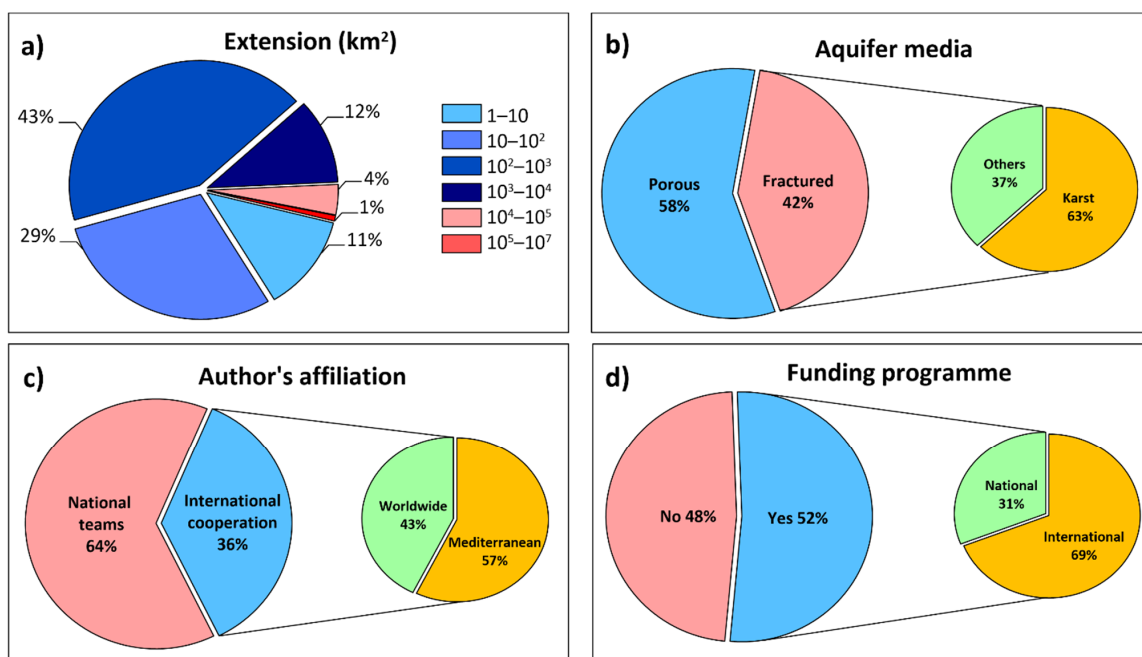 a)
Extension (km²)
43%
12%
4%
1%
11%
29%
1–10
10–10²
10²–10³
10³–10⁴
10⁴–10⁵
10⁵–10⁷
b)
Aquifer media
Porous
58%
Fractured
42%
Others
37%
Karst
63%
c)
Author's affiliation
National
teams
64%
International
cooperation
36%
Worldwide
43%
Mediterranean
57%
d)
Funding programme
No 48%
Yes 52%
National
31%
International
69%